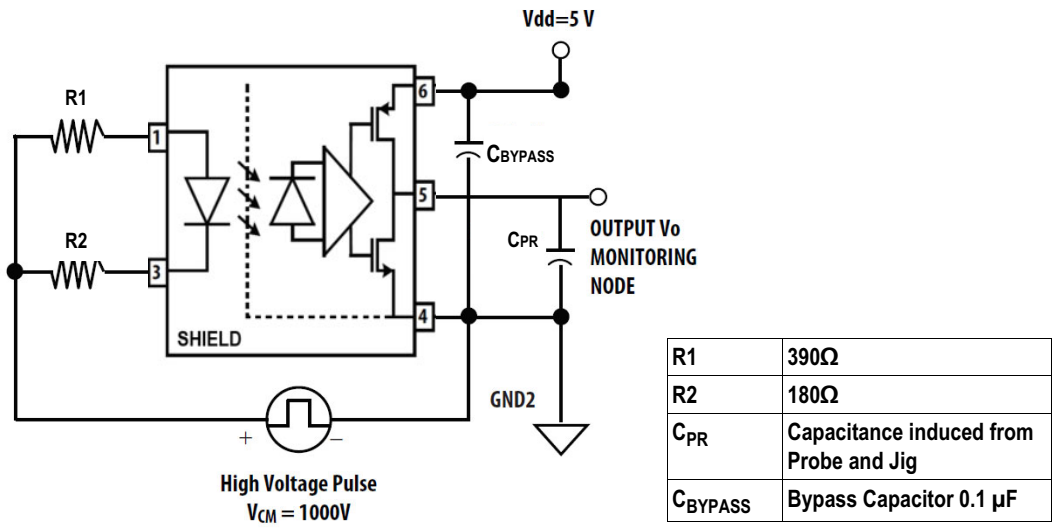 Vdd=5 V
R1
1
6
CBYPASS
5
R2
3
CPR
OUTPUT Vo
MONITORING
NODE
4
SHIELD
GND2
+ −
High Voltage Pulse
VCM = 1000V
R1 390Ω
R2 180Ω
CPR Capacitance induced from
Probe and Jig
CBYPASS Bypass Capacitor 0.1 µF